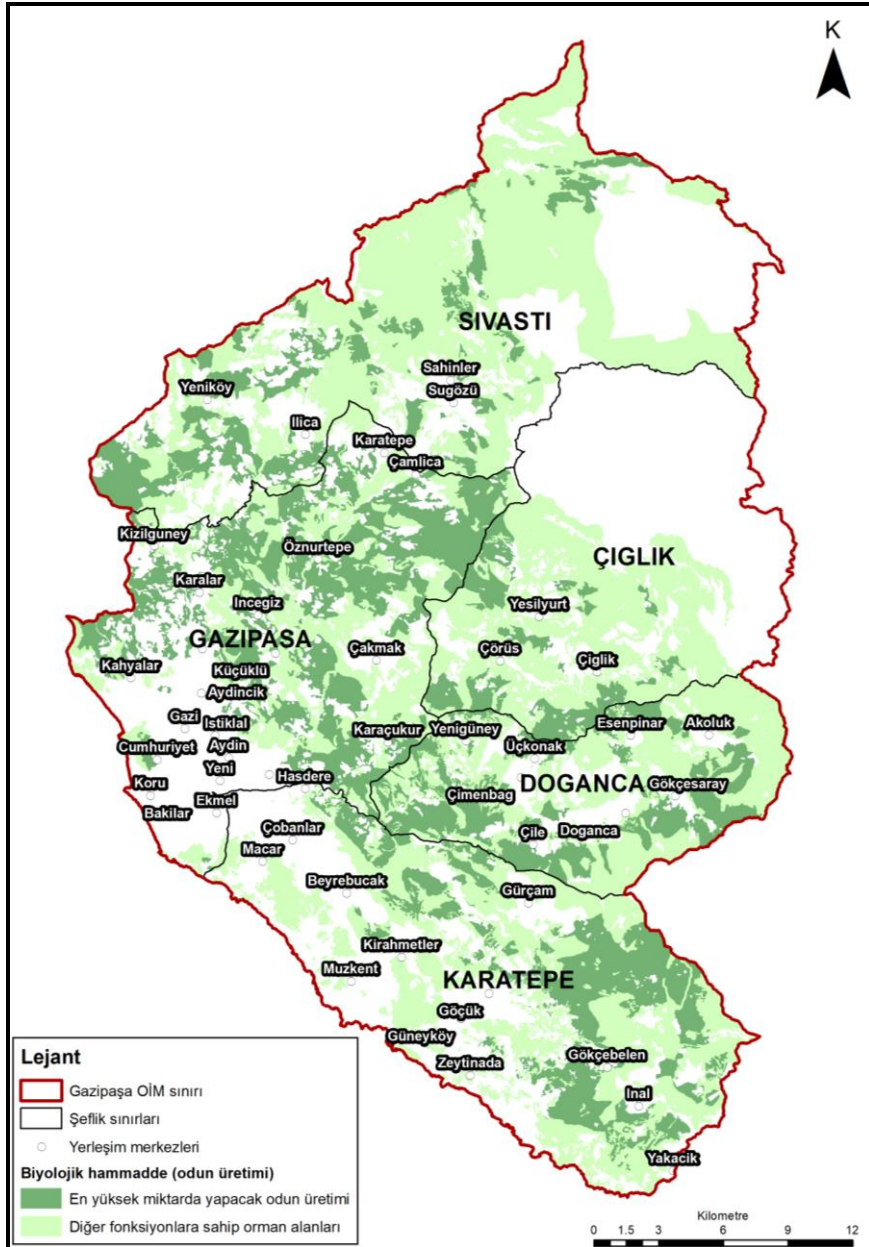 K
SIVASTI
Sahinler
Sugözü
Yeniköy
Ilica
Karatepe
Çamlica
Kizilguney
Öznurtepe
ÇIGLIK
Karalar
Incegiz
Yesilyurt
GAZIPASA
Çakmak
Çörüs
Çiglik
Kahyalar
Küçüklü
Aydincik
Gazi
Istiklal
Karaçukur
Yenigüney
Esenpinar
Akoluk
Cumhuriyet
Aydin
Üçkonak
Yeni
Hasdere
DOGANCA
Gökçesaray
Koru
Çimenbag
Bakilar
Ekmel
Çobanlar
Çile
Doganca
Macar
Beyrebucak
Gürçam
Kirahmetler
Muzkent
KARATEPE
Göçük
Güneyköy
Zeytinada
Gökçebelen
Inal
Yakacik
Lejant
Gazipaşa OİM sınırı
Şeflik sınırları
Yerleşim merkezleri
Biyolojik hammadde (odun üretimi)
En yüksek miktarda yapacak odun üretimi
Diğer fonksiyonlara sahip orman alanları
Kilometre
0 1.5 3 6 9 12